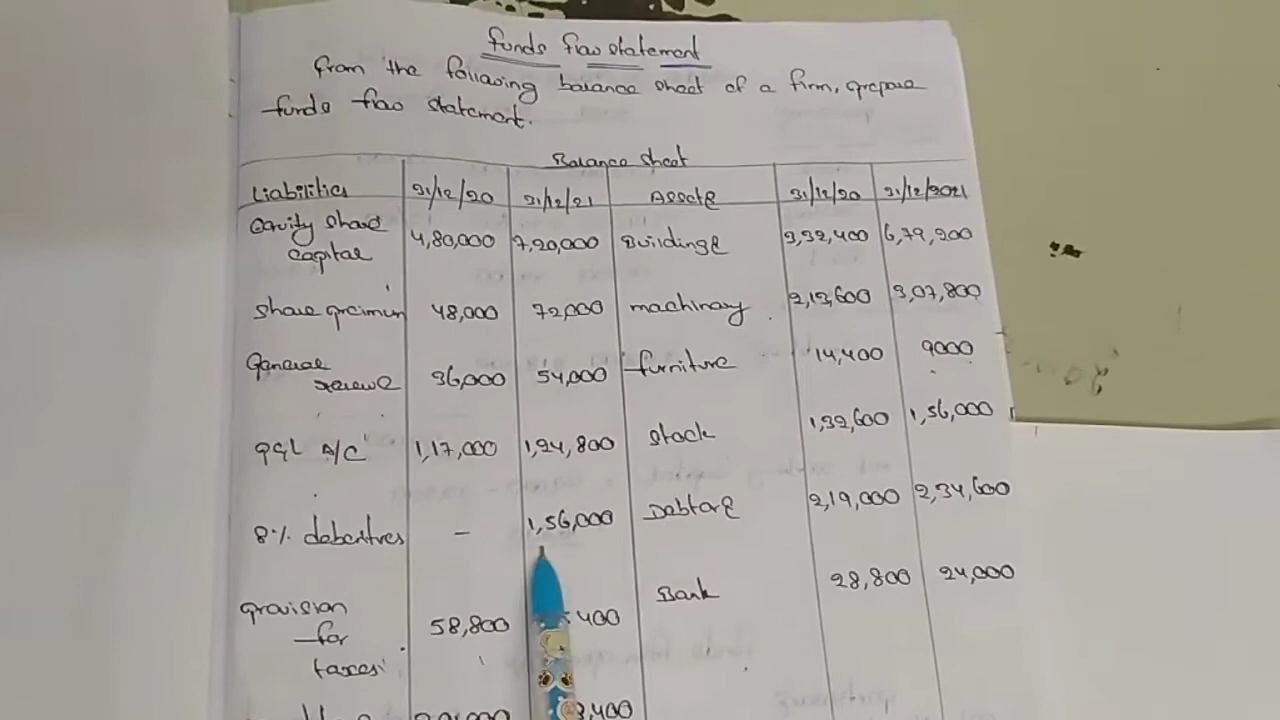 funds flow statement
from the following balance sheet of a firm, prepare
funds flow statement.
Balance sheet
Liabilities 31/12/20 31/12/21 Assets 31/12/20 31/12/2021
Equity share capital 4,80,000 7,20,000 Buildings 3,32,400 6,79,200
share premium 48,000 72,000 machinary 2,13,600 3,07,800
General reserve 36,000 54,000 furniture 14,400 9000
P&L A/C 1,17,000 1,24,800 stock 1,32,600 1,56,000
8% debentres - 1,56,000 Debtors 2,19,000 2,34,600
Bank 28,800 24,000
provision for taxes 58,800 400
3,400